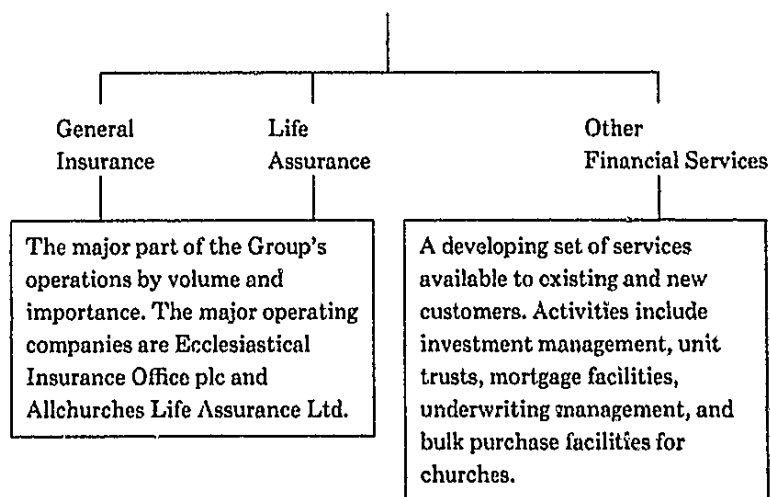 General
Insurance
Life
Assurance
Other
Financial Services
The major part of the Group's
operations by volume and
importance. The major operating
companies are Ecclesiastical
Insurance Office plc and
Allchurches Life Assurance Ltd.
A developing set of services
available to existing and new
customers. Activities include
investment management, unit
trusts, mortgage facilities,
underwriting management, and
bulk purchase facilities for
churches.